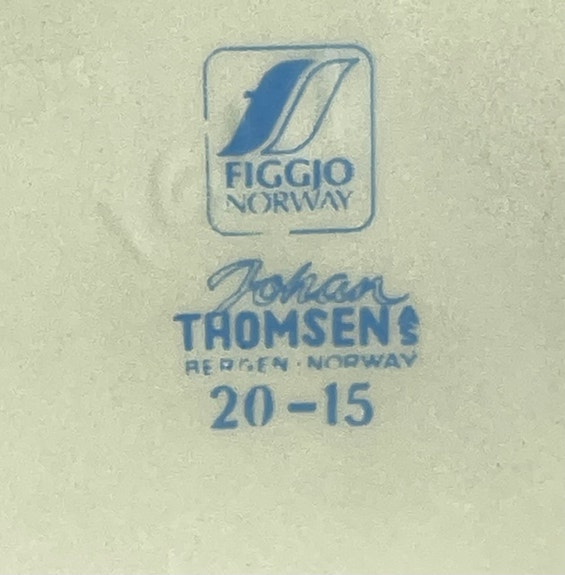 FIGGJO
NORWAY
Johan
THOMSEN A/S
BERGEN · NORWAY
20-15